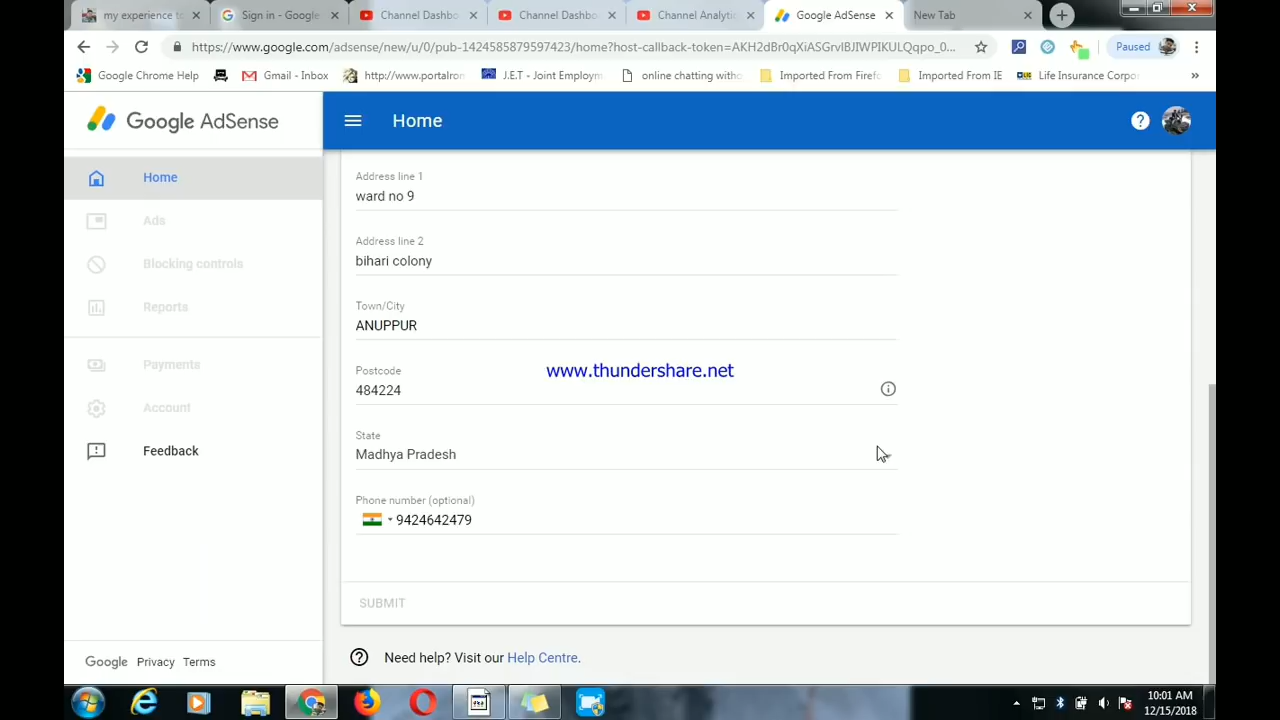 my experience to
Sign in - Google
Channel Dashbo
Channel Dashbo
Channel Analytic
Google AdSense
New Tab
https://www.google.com/adsense/new/u/0/pub-1424585879597423/home?host-callback-token=
Paused
Google Chrome Help
Gmail - Inbox
http://www.portalron
J.E.T - Joint Employm
online chatting witho
Imported From Firef
Imported From IE
Life Insurance Corpor
»
Google AdSense
Home
Home
Ads
Blocking controls
Reports
Payments
Account
Feedback
Address line 1
ward no 9
Address line 2
bihari colony
Town/City
ANUPPUR
Postcode
484224
www.thundershare.net
State
Madhya Pradesh
Phone number (optional)
9424642479
SUBMIT
Need help? Visit our Help Centre.
Google Privacy Terms
10:01 AM
12/15/2018